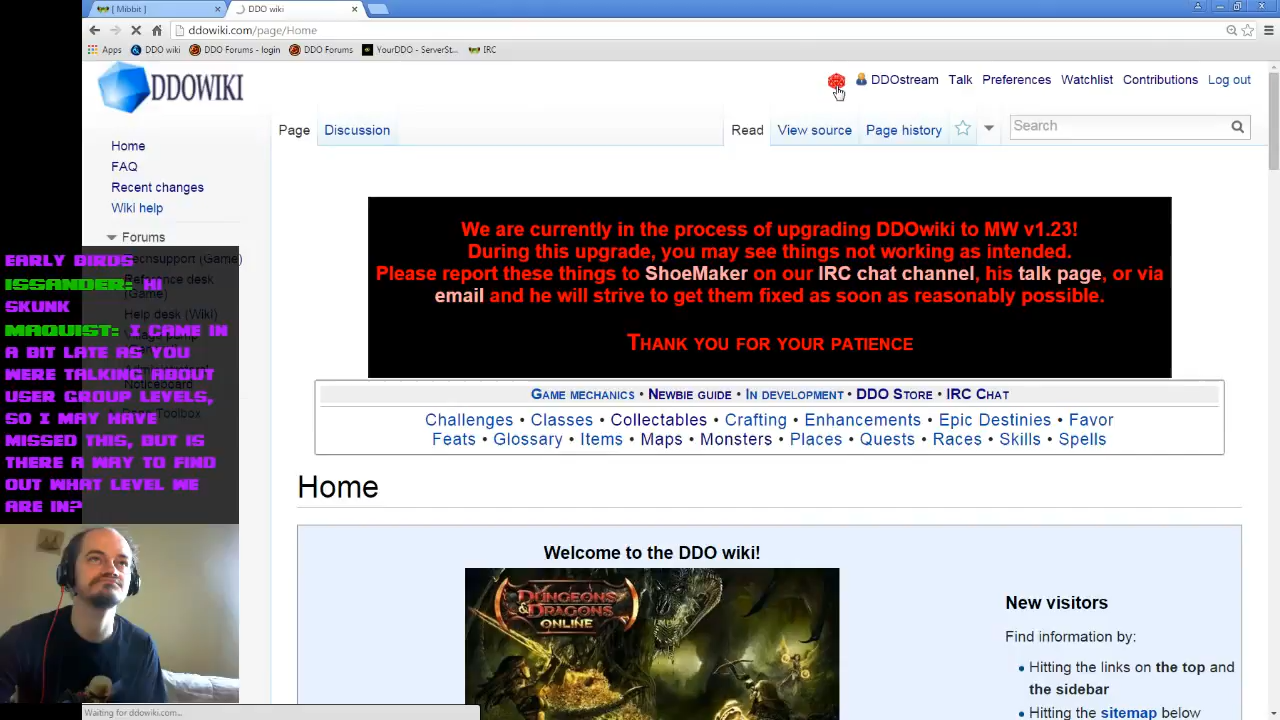 [ Mibbit ]
DDO wiki
ddowiki.com/page/Home
Apps
DDO wiki
DDO Forums - login
DDO Forums
YourDDO - ServerSt...
IRC
DDOWIKI
DDOstream
Talk
Preferences
Watchlist
Contributions
Log out
Page
Discussion
Read
View source
Page history
Search
Home
FAQ
Recent changes
Wiki help
Forums
Techsupport (Game)
Reference desk
(Game)
Help desk (Wiki)
Noticeboard
Toolbox
EARLY BIRDS
ISSANDER: HI
SKUNK
MAQUIST: I CAME IN
A BIT LATE AS YOU
WERE TALKING ABOUT
USER GROUP LEVELS,
SO I MAY HAVE
MISSED THIS, BUT IS
THERE A WAY TO FIND
OUT WHAT LEVEL WE
ARE IN?
We are currently in the process of upgrading DDOwiki to MW v1.23!
During this upgrade, you may see things not working as intended.
Please report these things to ShoeMaker on our IRC chat channel, his talk page, or via
email and he will strive to get them fixed as soon as reasonably possible.
Thank you for your patience
Game mechanics • Newbie guide • In development • DDO Store • IRC Chat
Challenges • Classes • Collectables • Crafting • Enhancements • Epic Destinies • Favor
Feats • Glossary • Items • Maps • Monsters • Places • Quests • Races • Skills • Spells
Home
Welcome to the DDO wiki!
DUNGEONS
& DRAGONS
ONLINE
New visitors
Find information by:
• Hitting the links on the top and
the sidebar
• Hitting the sitemap below
Waiting for ddowiki.com...